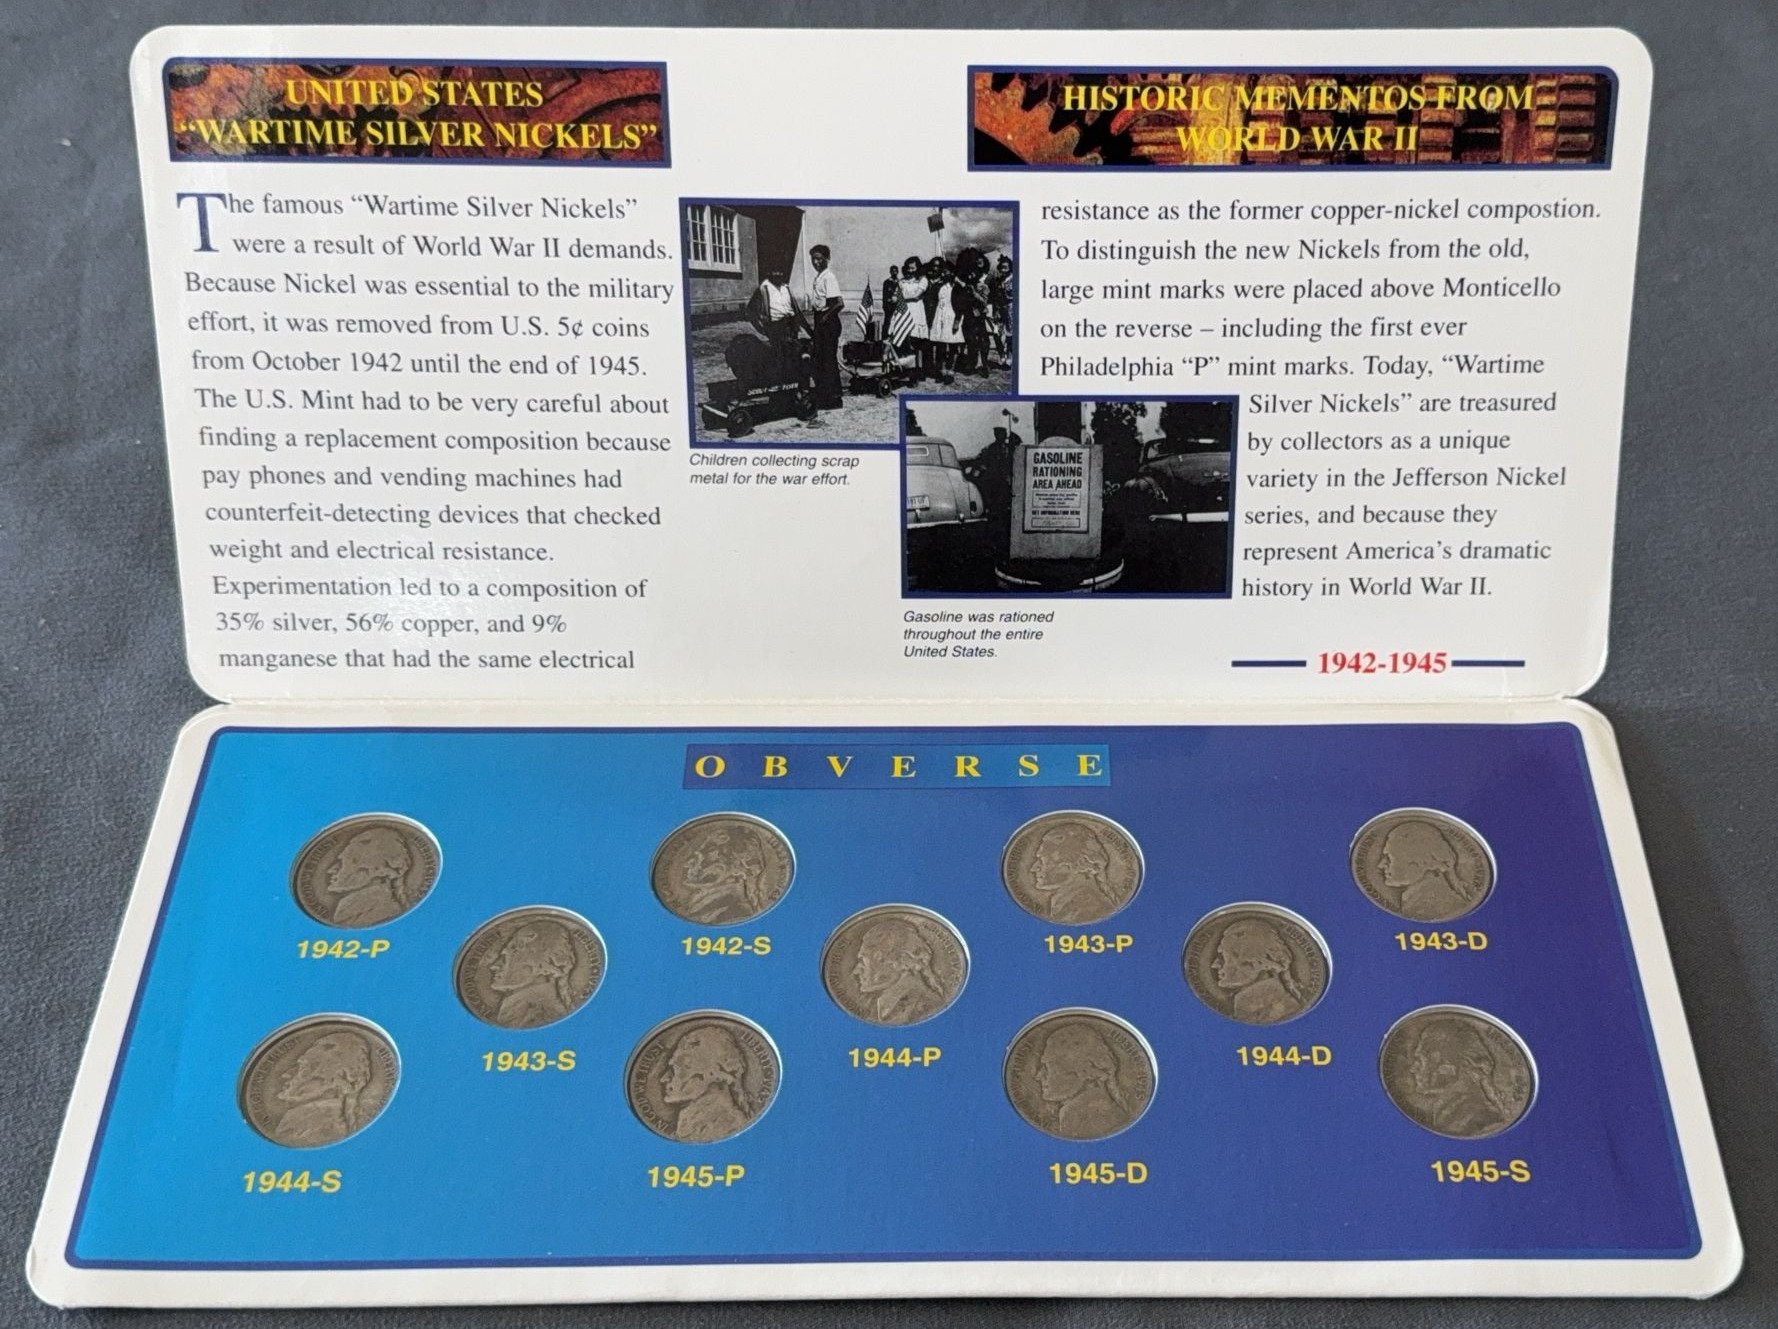 UNITED STATES
“WARTIME SILVER NICKELS”
The famous “Wartime Silver Nickels”
were a result of World War II demands.
Because Nickel was essential to the military
effort, it was removed from U.S. 5¢ coins
from October 1942 until the end of 1945.
The U.S. Mint had to be very careful about
finding a replacement composition because
pay phones and vending machines had
counterfeit-detecting devices that checked
weight and electrical resistance.
Experimentation led to a composition of
35% silver, 56% copper, and 9%
manganese that had the same electrical
Children collecting scrap
metal for the war effort.
GASOLINE
RATIONING
AREA AHEAD
Gasoline was rationed
throughout the entire
United States.
HISTORIC MEMENTOS FROM
WORLD WAR II
resistance as the former copper-nickel compostion.
To distinguish the new Nickels from the old,
large mint marks were placed above Monticello
on the reverse – including the first ever
Philadelphia “P” mint marks. Today, “Wartime
Silver Nickels” are treasured
by collectors as a unique
variety in the Jefferson Nickel
series, and because they
represent America’s dramatic
history in World War II.
1942-1945
OBVERSE
1942-P
1942-S
1943-P
1943-D
1943-S
1944-P
1944-D
1944-S
1945-P
1945-D
1945-S